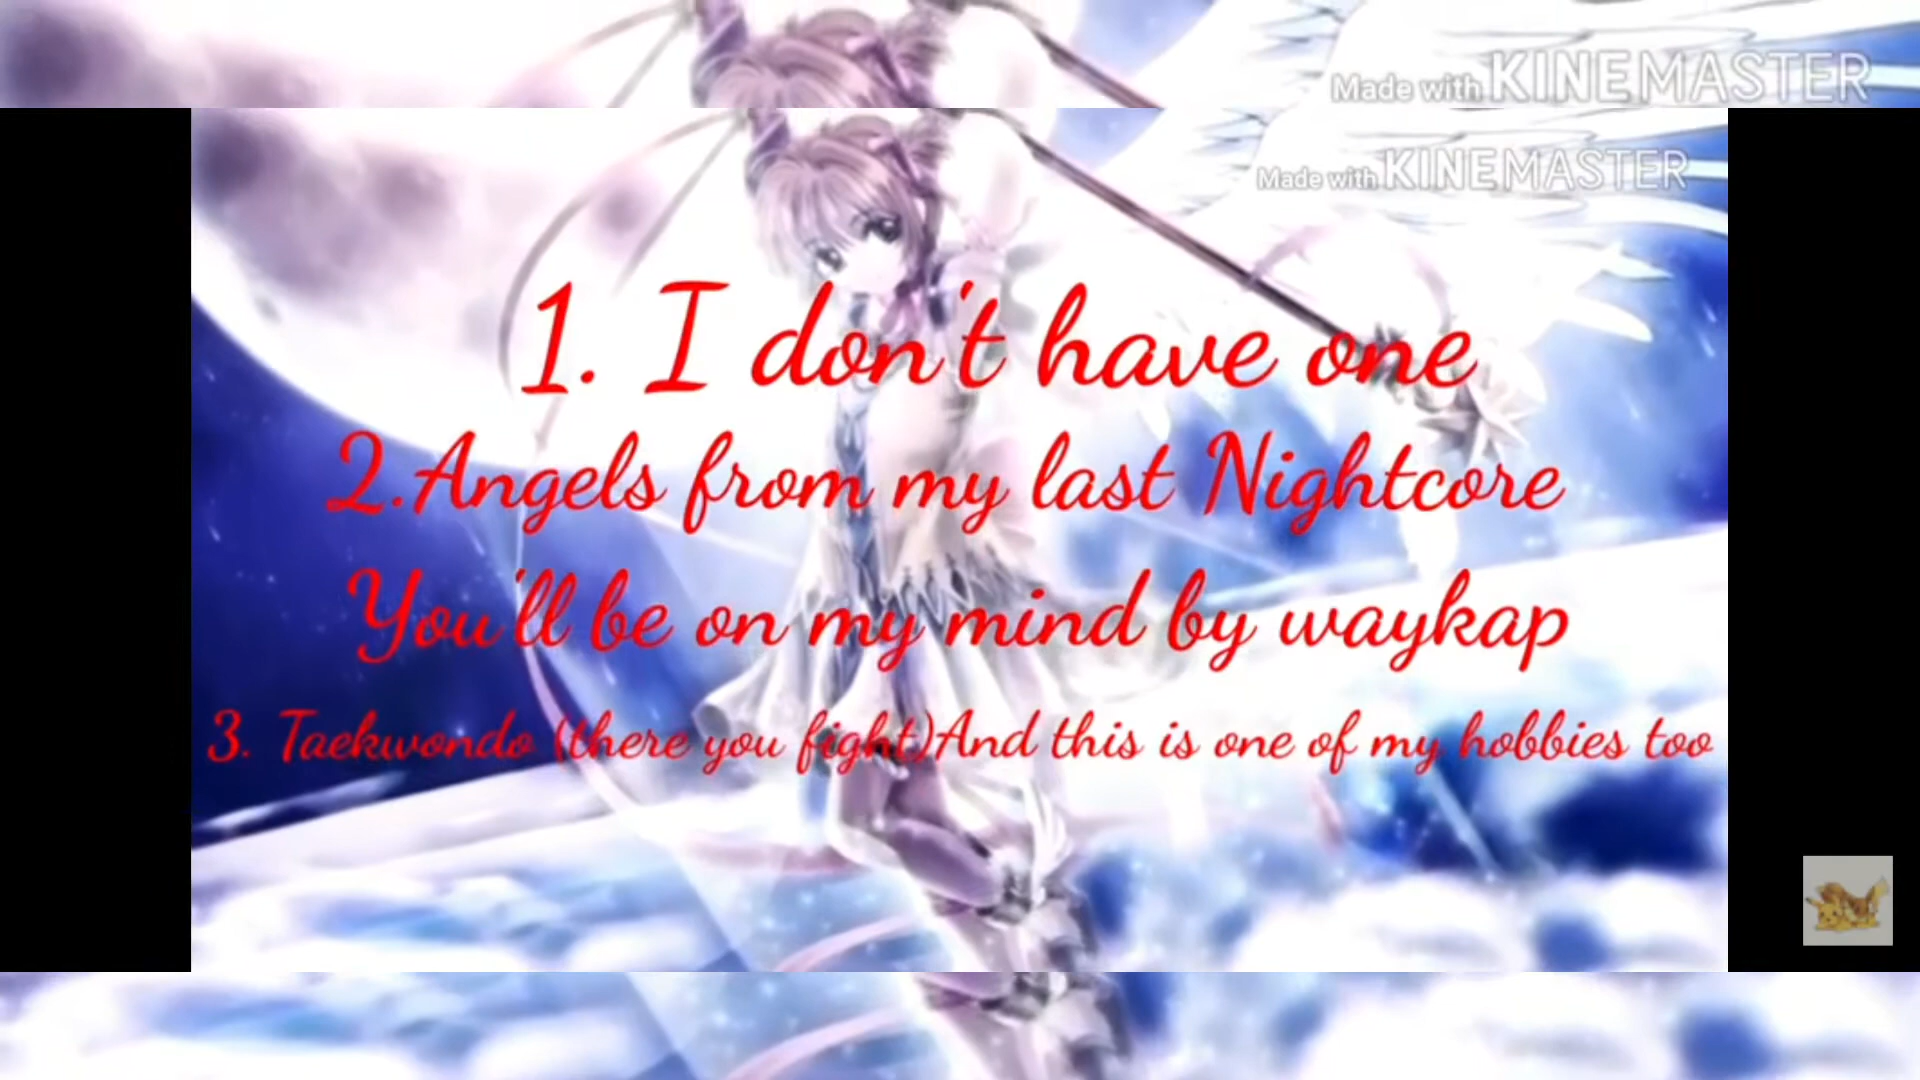 Made with KINEMASTER
Made with KINEMASTER
1. I don't have one
2.Angels from my last Nightcore
You'll be on my mind by waykap
3. Taekwondo (there you fight)And this is one of my hobbies too